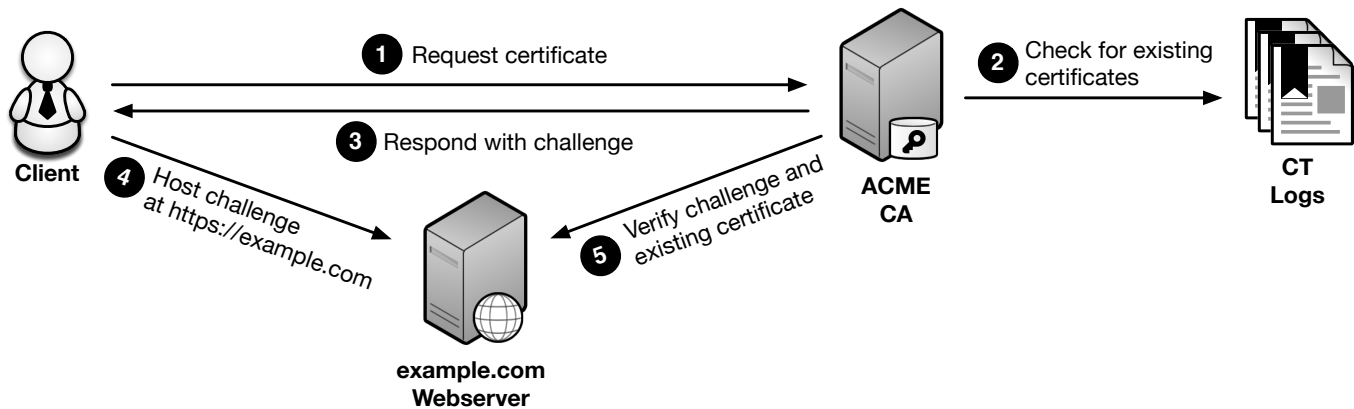 1 Request certificate
2 Check for existing
certificates
3 Respond with challenge
Client
4 Host challenge
at https://example.com
5 Verify challenge and
existing certificate
ACME
CA
CT
Logs
example.com
Webserver